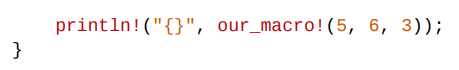 println!("{}", our_macro!(5, 6, 3));
}